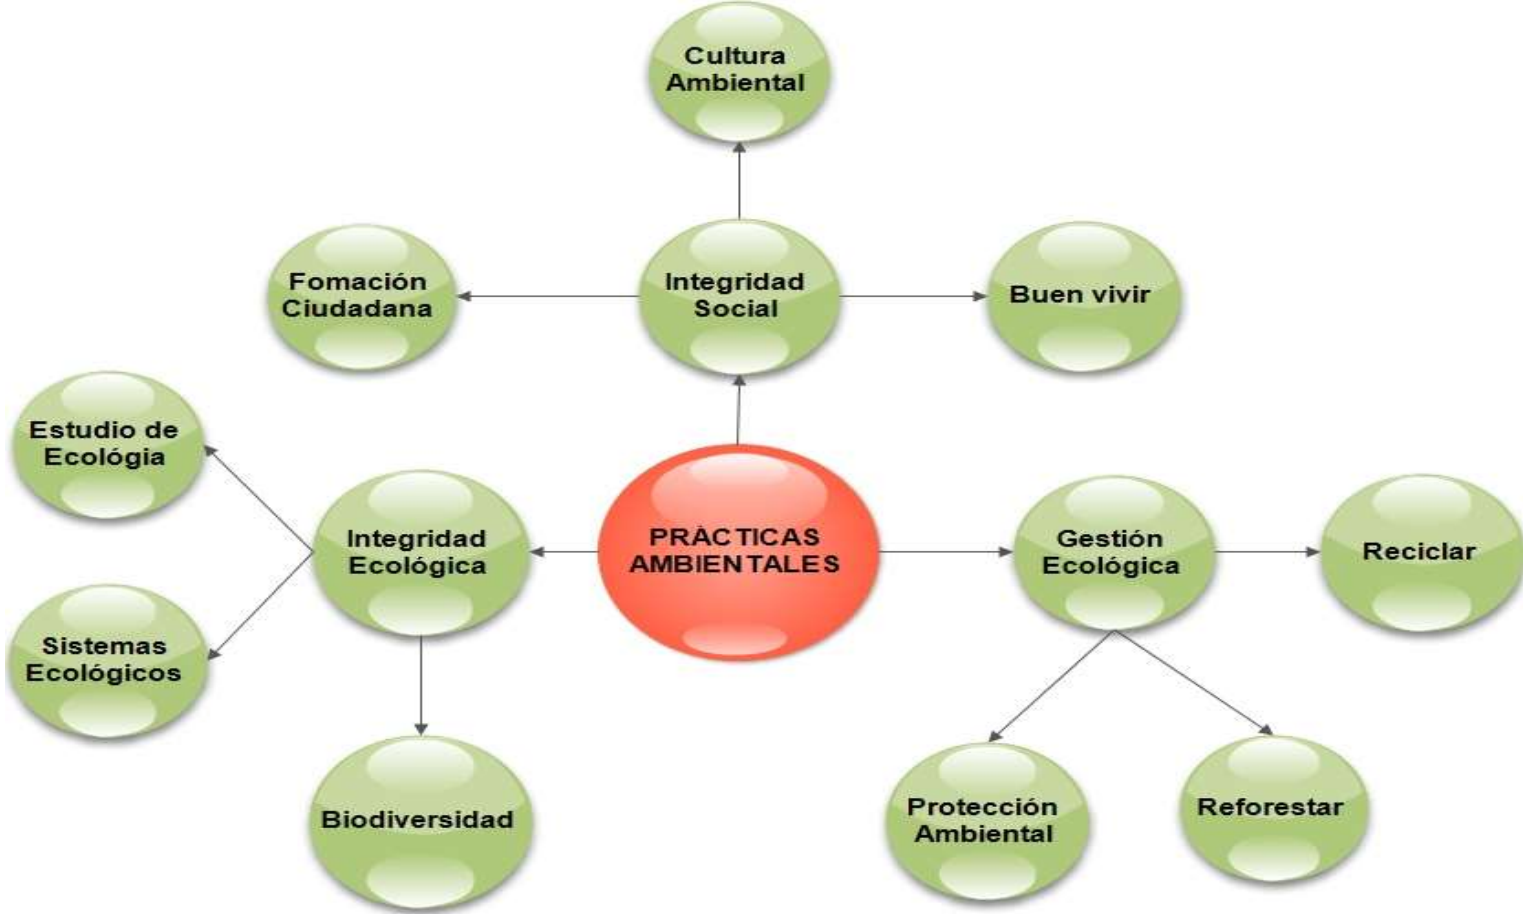 Cultura
Ambiental
Fomación
Ciudadana
Integridad
Social
Buen vivir
Estudio de
Ecológia
Integridad
Ecológica
PRÀCTICAS
AMBIENTALES
Gestión
Ecológica
Reciclar
Sistemas
Ecológicos
Biodiversidad
Protección
Ambiental
Reforestar